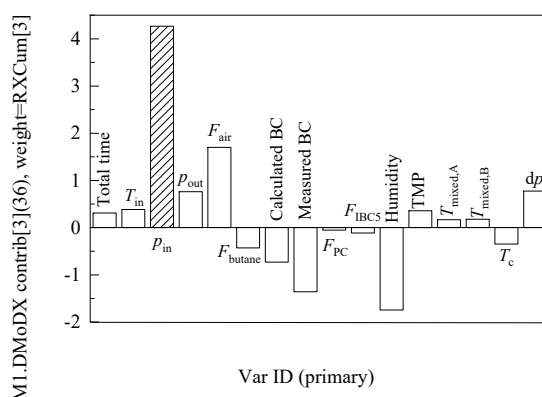 M1.DMoDX contrib[3](36), weight=RXCum[3]
4
3
2
1
0
-1
-2
Total time
T_in
p_in
p_out
F_air
F_butane
Calculated BC
Measured BC
F_PC
F_IBC5
Humidity
TMP
T_mixed,A
T_mixed,B
T_c
dp
Var ID (primary)